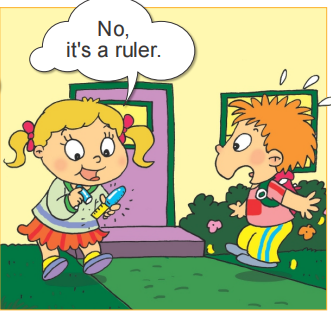 No,
it's a ruler.